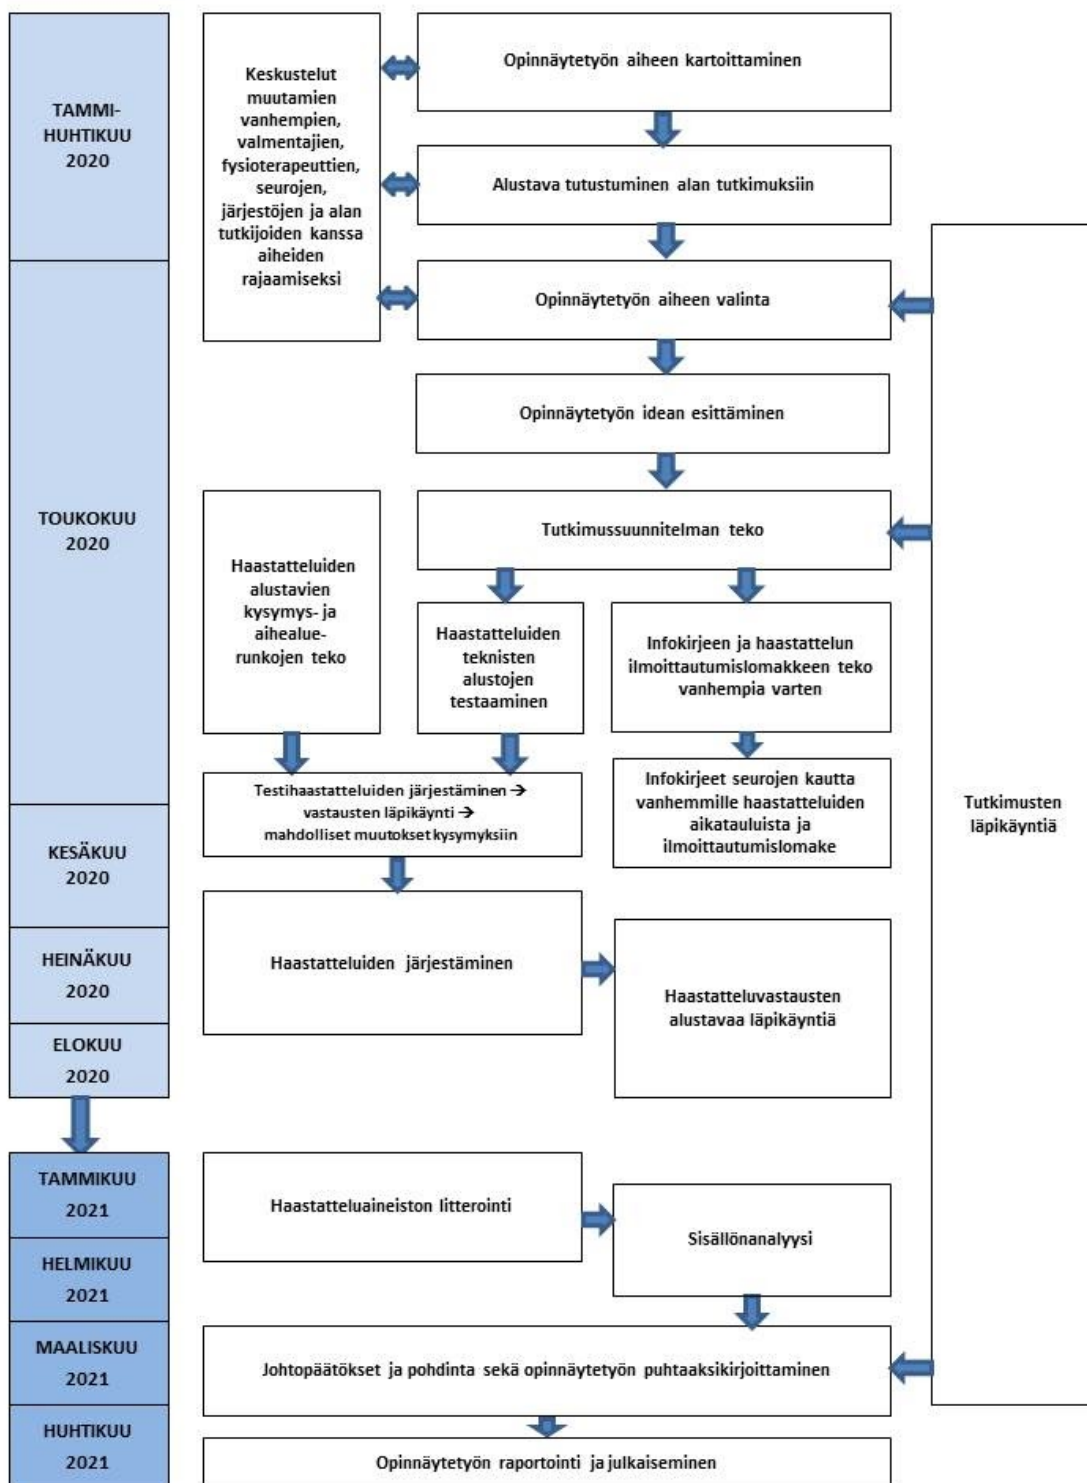 TAMMI-
HUHTIKUU
2020
Keskustelut
muutamien
vanhempien,
valmentajien,
fysioterapeuttien,
seurojen,
järjestöjen ja alan
tutkijoiden kanssa
aiheiden
rajaamiseksi
Opinnäytetyön aiheen kartoittaminen
Alustava tutustuminen alan tutkimuksiin
Opinnäytetyön aiheen valinta
Opinnäytetyön idean esittäminen
TOUKOKUU
2020
Tutkimussuunnitelman teko
Haastatteluiden
alustavien
kysymys- ja
aihealue-
runkojen teko
Haastatteluiden
teknisten
alustojen
testaaminen
Infokirjeen ja haastattelun
ilmoittautumislomakkeen teko
vanhempia varten
Testihaastatteluiden järjestäminen →
vastausten läpikäynti →
mahdolliset muutokset kysymyksiin
Infokirjeet seurojen kautta
vanhemmille haastatteluiden
aikatauluista ja
ilmoittautumislomake
Tutkimusten
läpikäyntiä
KESÄKUU
2020
HEINÄKUU
2020
Haastatteluiden järjestäminen
Haastatteluvastausten
alustavaa läpikäyntiä
ELOKUU
2020
TAMMIKUU
2021
Haastatteluaineiston litterointi
Sisällönanalyysi
HELMIKUU
2021
MAALISKUU
2021
Johtopäätökset ja pohdinta sekä opinnäytetyön puhtaaksikirjoittaminen
HUHTIKUU
2021
Opinnäytetyön raportointi ja julkaiseminen